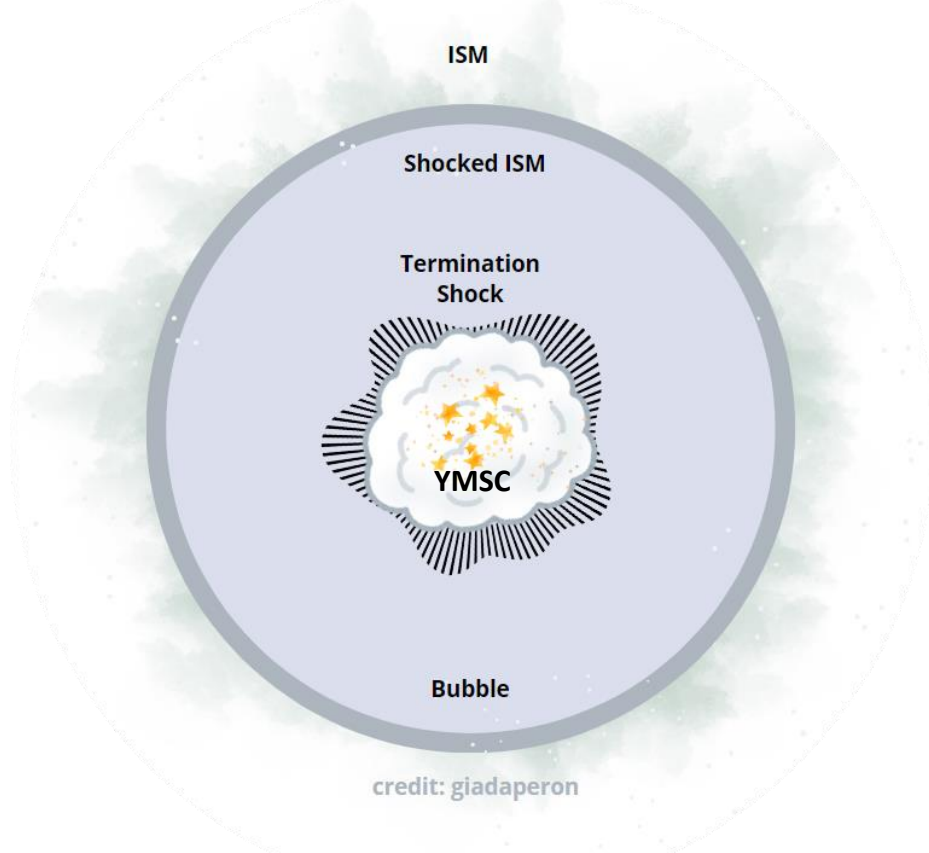 ISM
Shocked ISM
Termination
Shock
YMSC
Bubble
credit: giadaperon